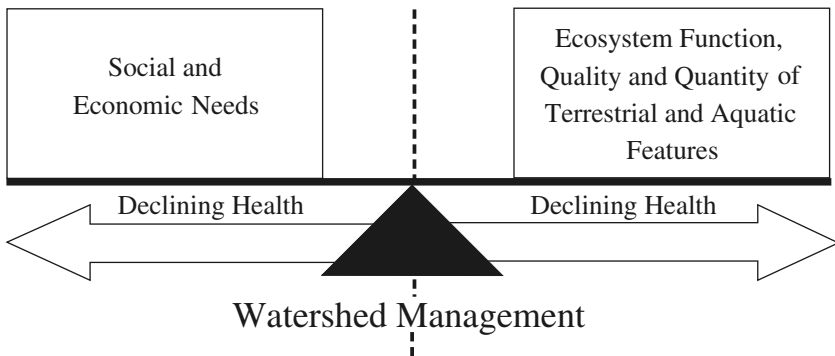 Social and
Economic Needs
Ecosystem Function,
Quality and Quantity of
Terrestrial and Aquatic
Features
Declining Health
Declining Health
Watershed Management